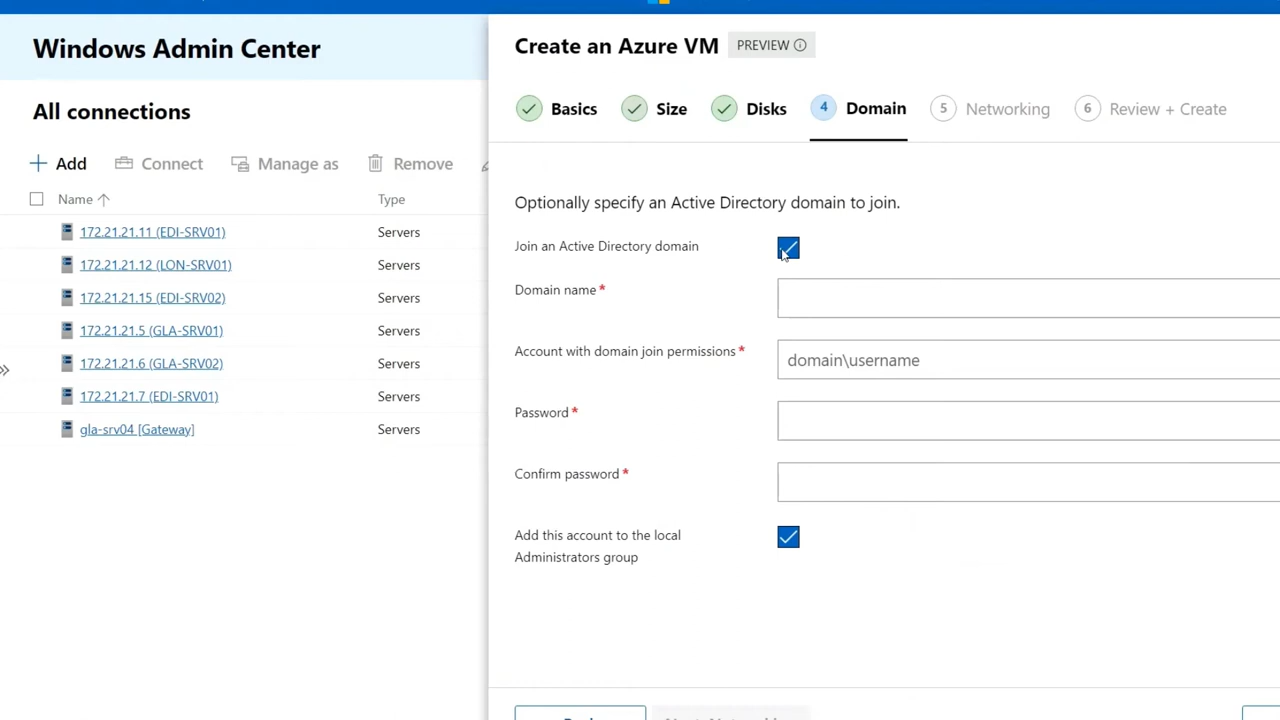 Windows Admin Center
All connections
Add Connect Manage as Remove
Name Type
172.21.21.11 (EDI-SRV01) Servers
172.21.21.12 (LON-SRV01) Servers
172.21.21.15 (EDI-SRV02) Servers
172.21.21.5 (GLA-SRV01) Servers
172.21.21.6 (GLA-SRV02) Servers
172.21.21.7 (EDI-SRV01) Servers
gla-srv04 [Gateway] Servers
Create an Azure VM PREVIEW
Basics Size Disks 4 Domain 5 Networking 6 Review + Create
Optionally specify an Active Directory domain to join.
Join an Active Directory domain
Domain name *
Account with domain join permissions * domain\username
Password *
Confirm password *
Add this account to the local
Administrators group